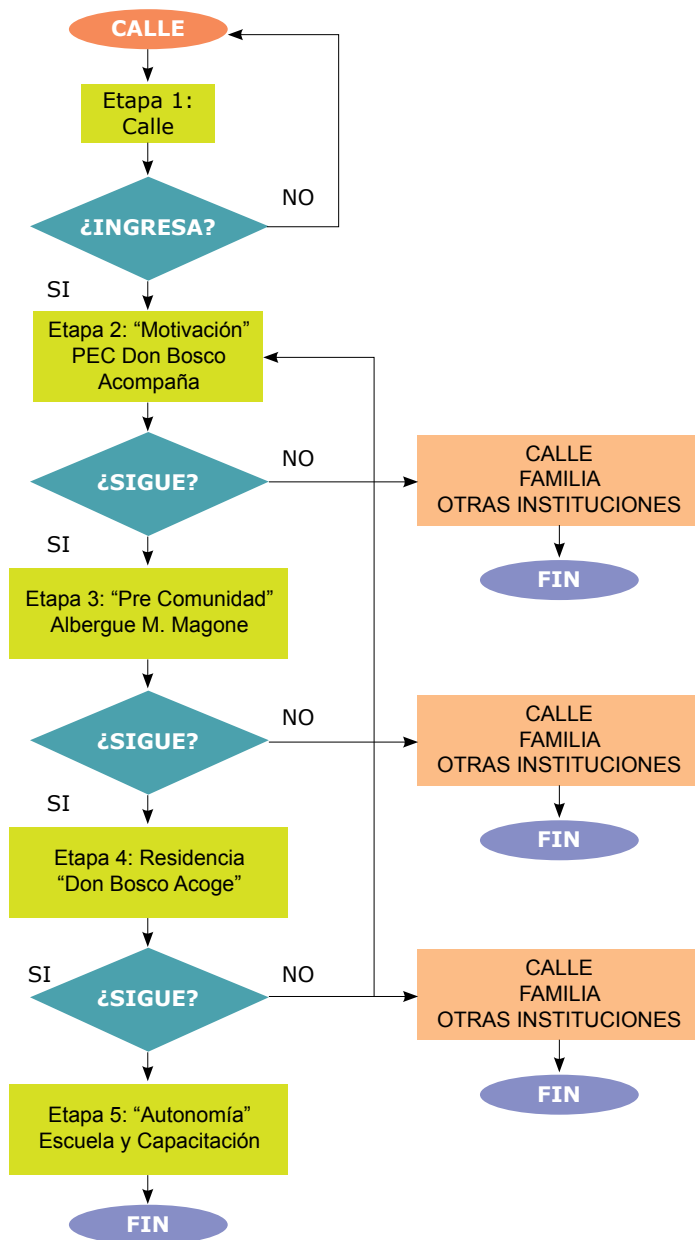 CALLE
Etapa 1:
Calle
NO
¿INGRESA?
SI
Etapa 2: “Motivación”
PEC Don Bosco
Acompaña
NO
¿SIGUE?
CALLE
FAMILIA
OTRAS INSTITUCIONES
FIN
SI
Etapa 3: “Pre Comunidad”
Albergue M. Magone
NO
¿SIGUE?
CALLE
FAMILIA
OTRAS INSTITUCIONES
FIN
SI
Etapa 4: Residencia
“Don Bosco Acoge”
SI
NO
¿SIGUE?
CALLE
FAMILIA
OTRAS INSTITUCIONES
FIN
Etapa 5: “Autonomía”
Escuela y Capacitación
FIN